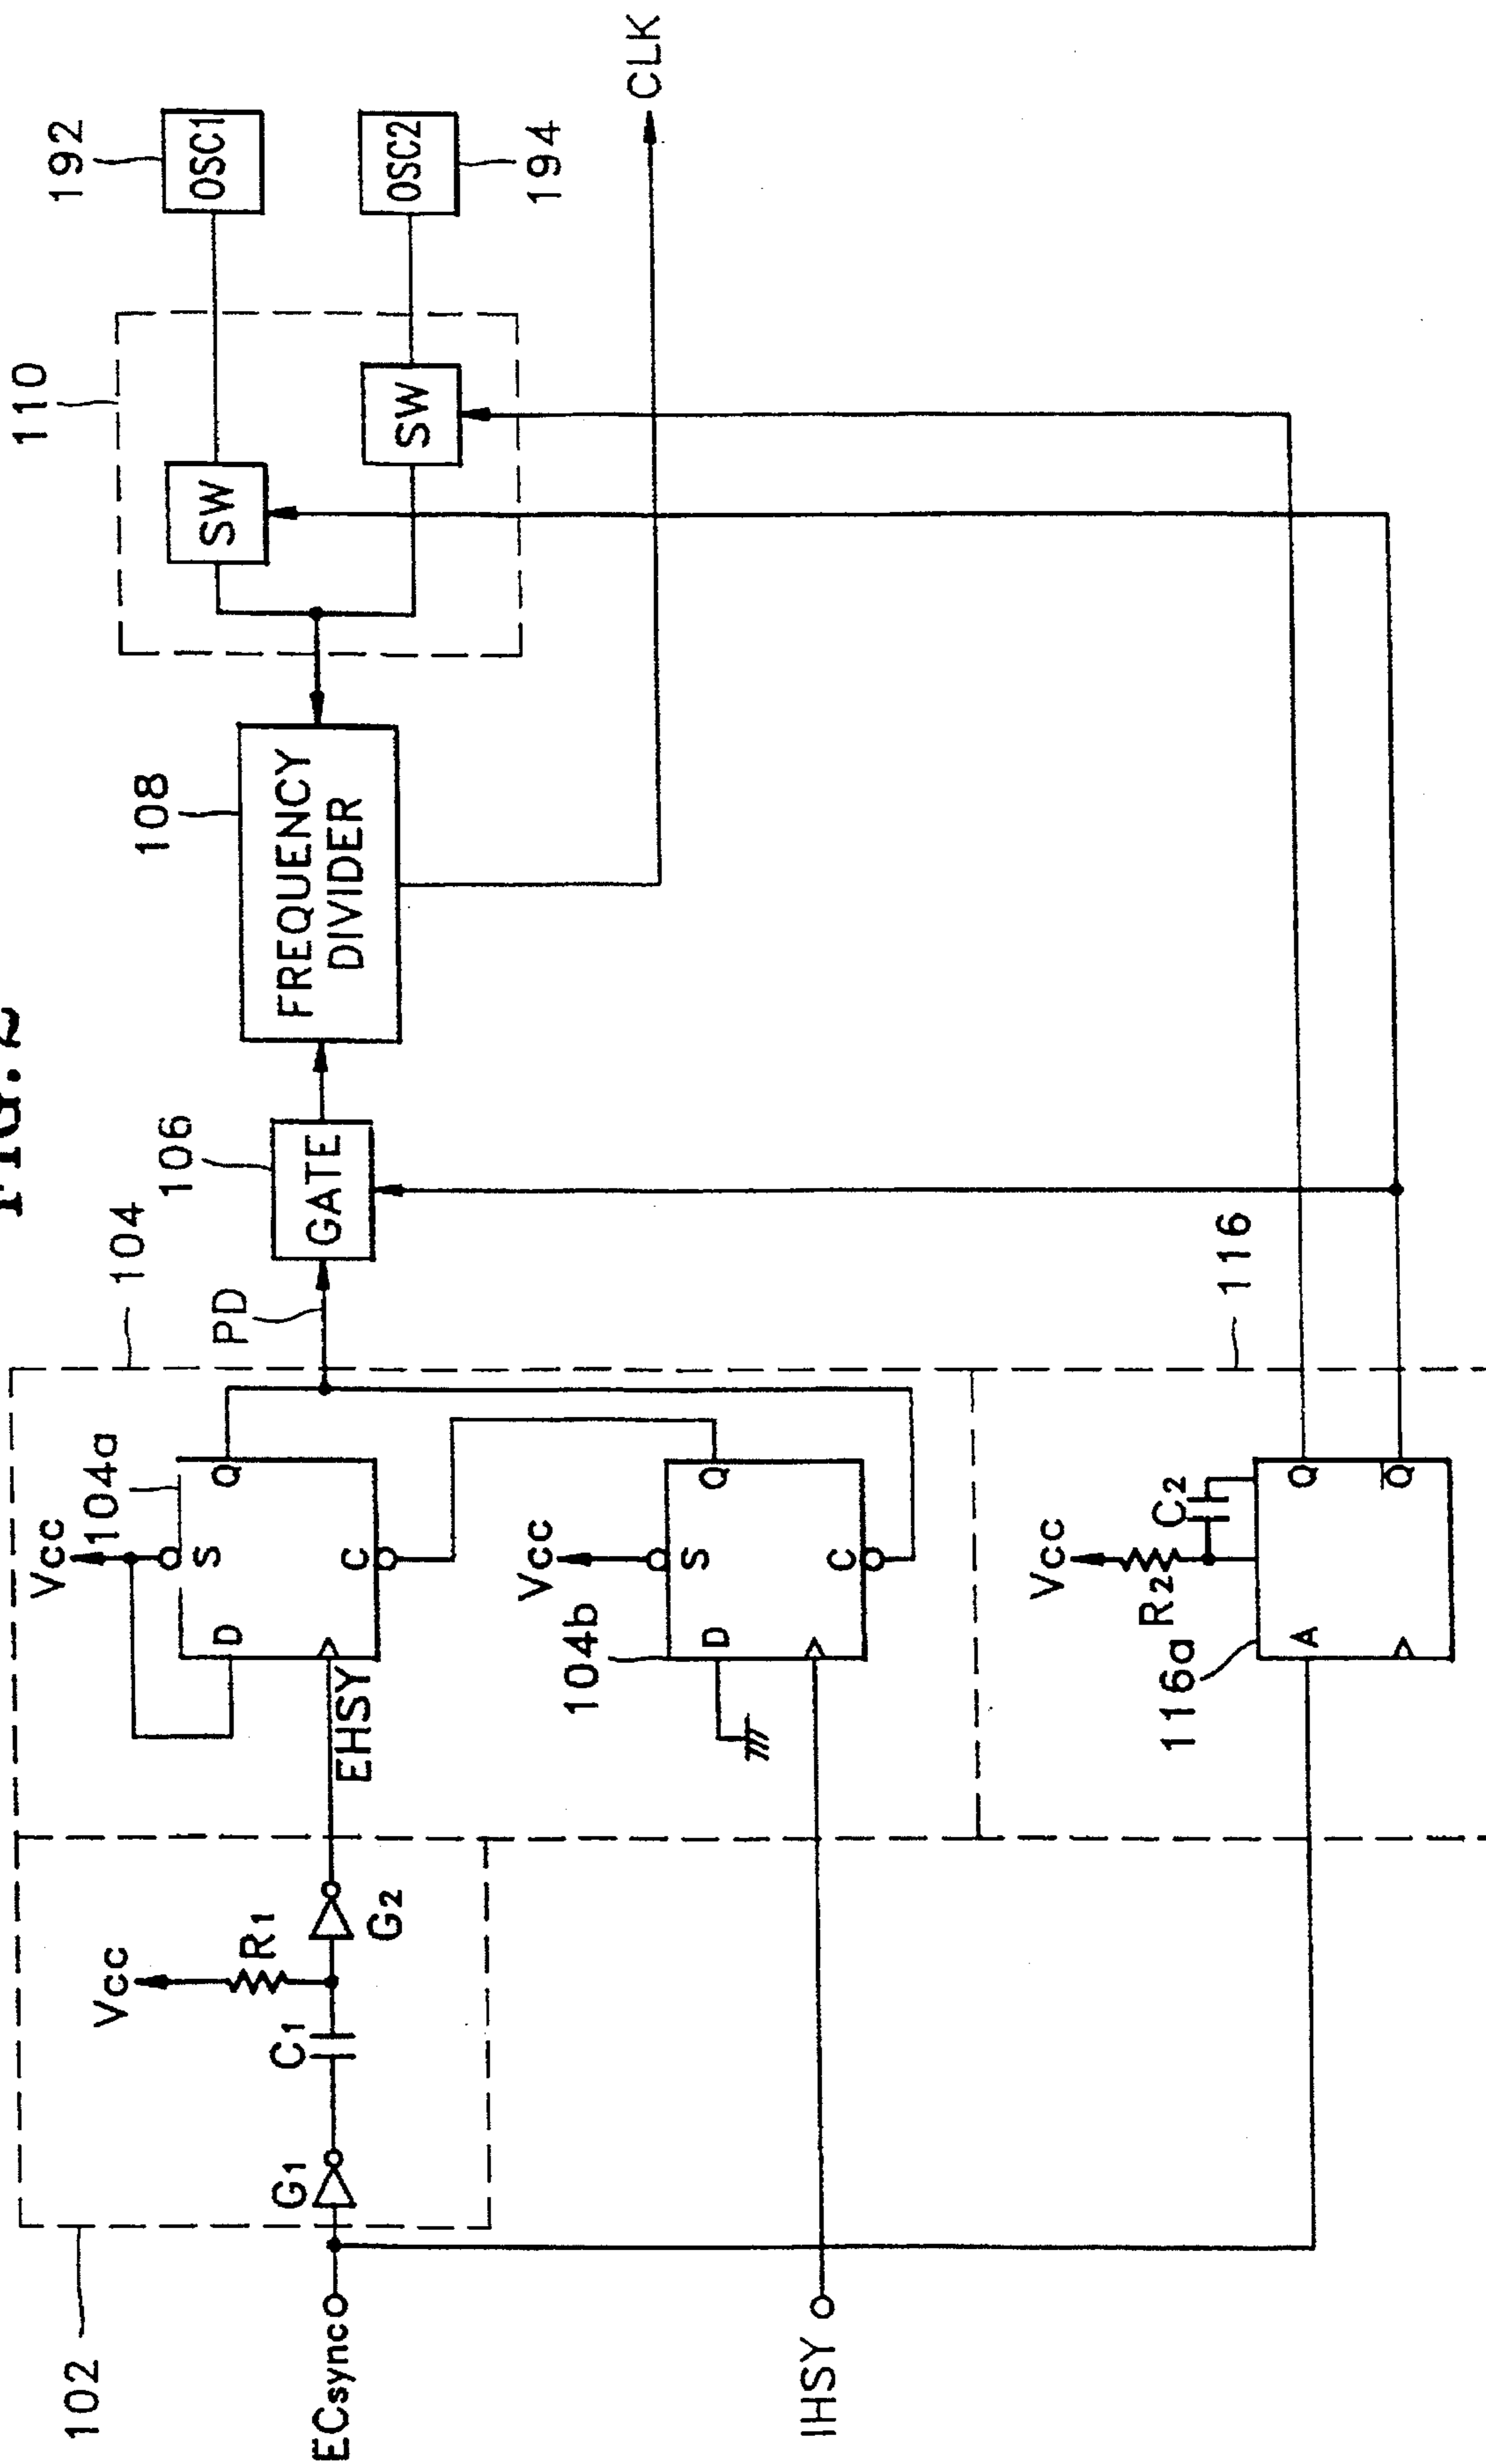 FIG. 2
102
104
Vcc
104a
Vcc
R1
G1
C1
G2
EHSY
D
S
Q
C
PD
106
GATE
108
FREQUENCY
DIVIDER
110
SW
SW
192
OSC1
OSC2
194
CLK
ECsync
IHSY
104b
Vcc
D
S
Q
C
116
116a
Vcc
R2
C2
A
Q
Q̅